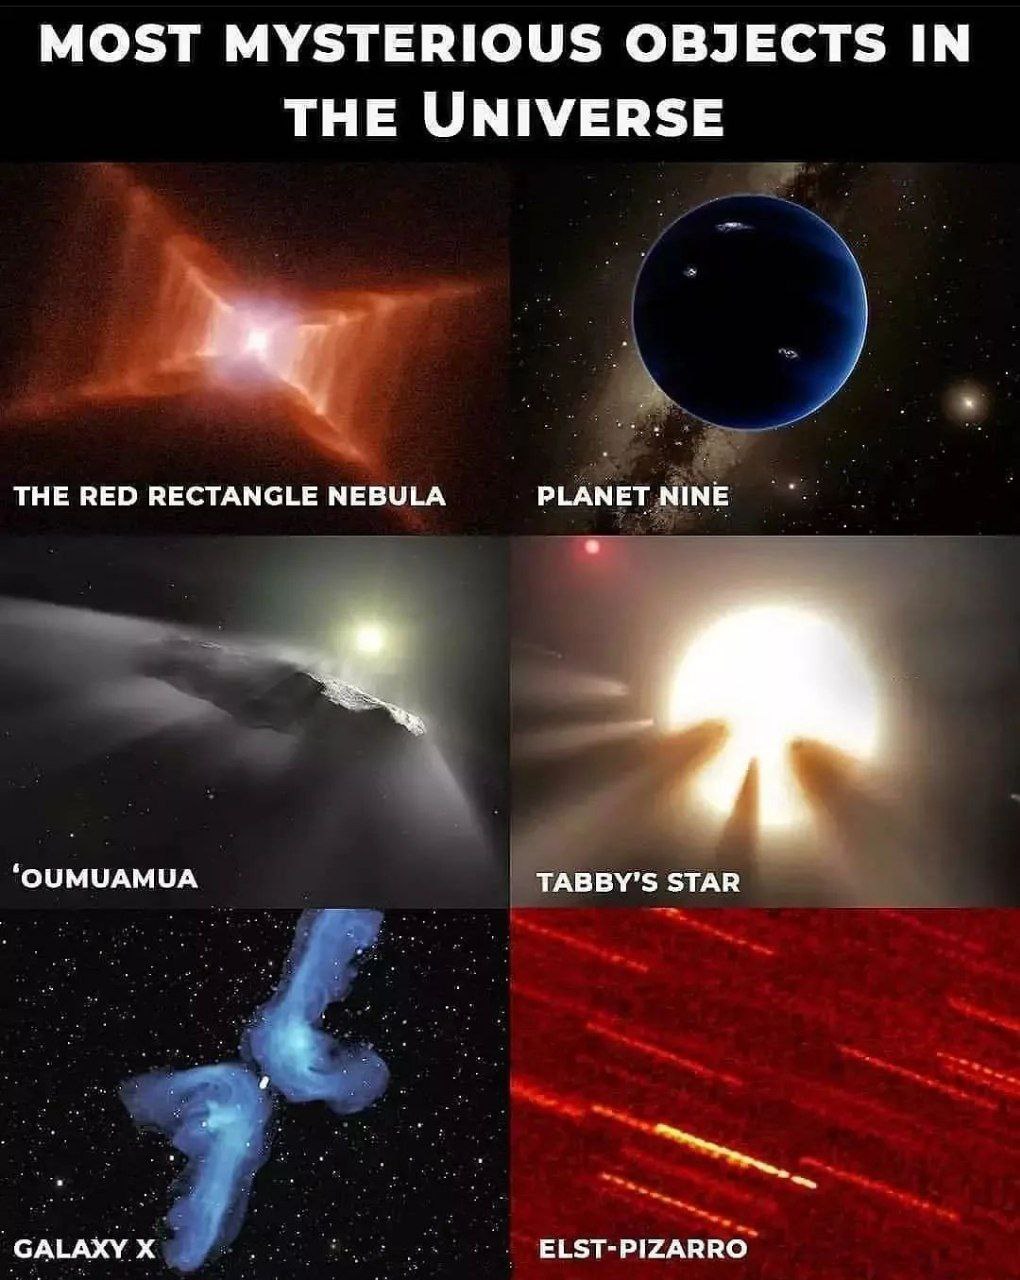 MOST MYSTERIOUS OBJECTS IN
THE UNIVERSE
THE RED RECTANGLE NEBULA
PLANET NINE
‘OUMUAMUA
TABBY’S STAR
GALAXY X
ELST-PIZARRO